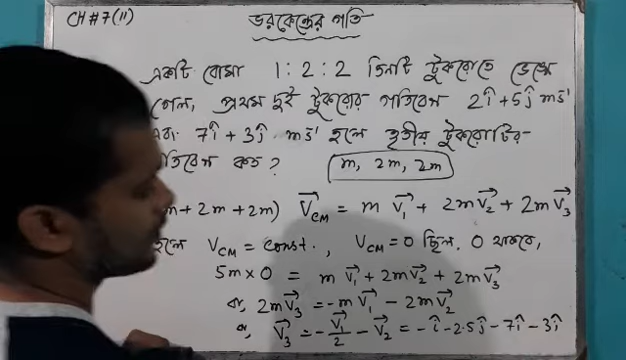 CH#7(11)
ভরকেন্দ্রের গতি
একটি বোমা 1:2:2 তিনটি টুকরোতে ভেঙ্গে
গেল, প্রথম দুই টুকরোর গতিবেগ 2î + 5ĵ ms⁻¹
এবং 7î + 3ĵ ms⁻¹ হলে তৃতীয় টুকরোটির
গতিবেগ কত? m, 2m, 2m
m + 2m + 2m) V⃗CM = m V⃗₁ + 2m V⃗₂ + 2m V⃗₃
হলে VCM = const., VCM = 0 ছিল, 0 থাকবে,
5m × 0 = m V⃗₁ + 2m V⃗₂ + 2m V⃗₃
বা, 2m V⃗₃ = -m V⃗₁ - 2m V⃗₂
বা, V⃗₃ = -V⃗₁/2 - V⃗₂ = -î - 2.5ĵ - 7î - 3ĵ